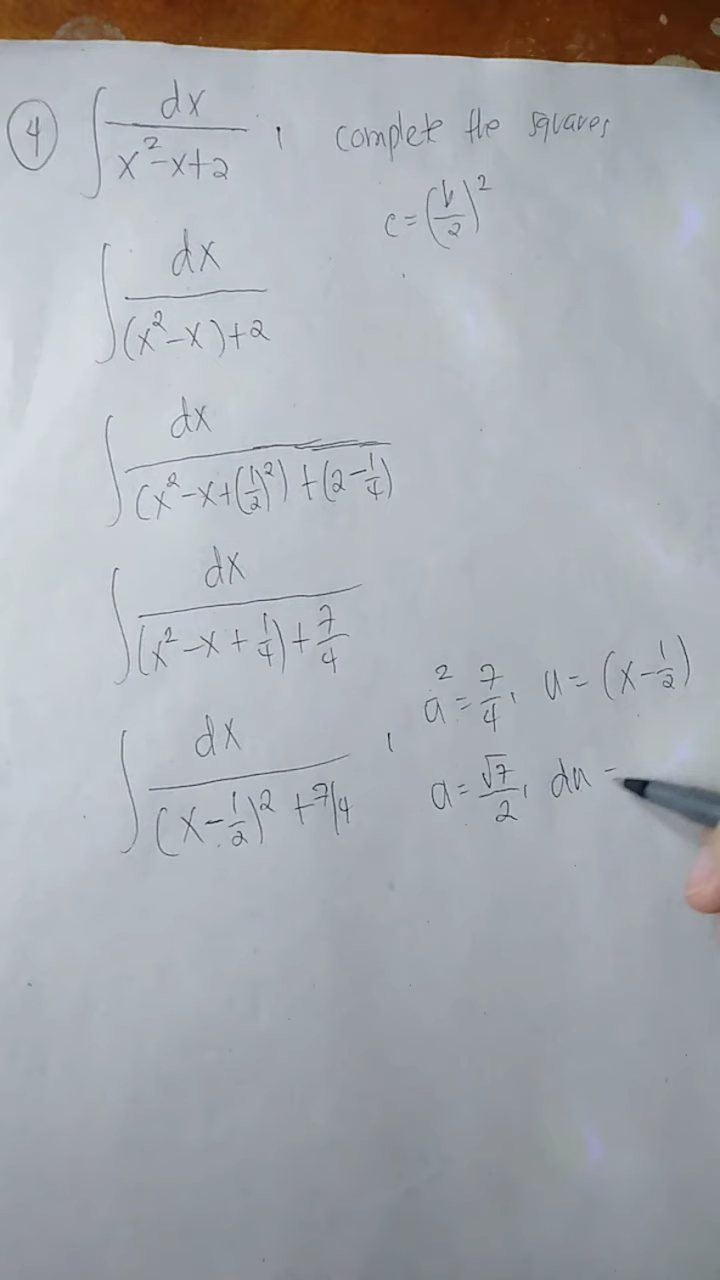 ④ ∫ dx / (x² - x + 2) , complete the squares
c = (b/2)²
∫ dx / ((x² - x) + 2)
∫ dx / ((x² - x + (1/2)²) + (2 - 1/4))
∫ dx / ((x² - x + 1/4) + 7/4)
∫ dx / ((x - 1/2)² + 7/4) , a² = 7/4, u = (x - 1/2)
a = √7/2, du =